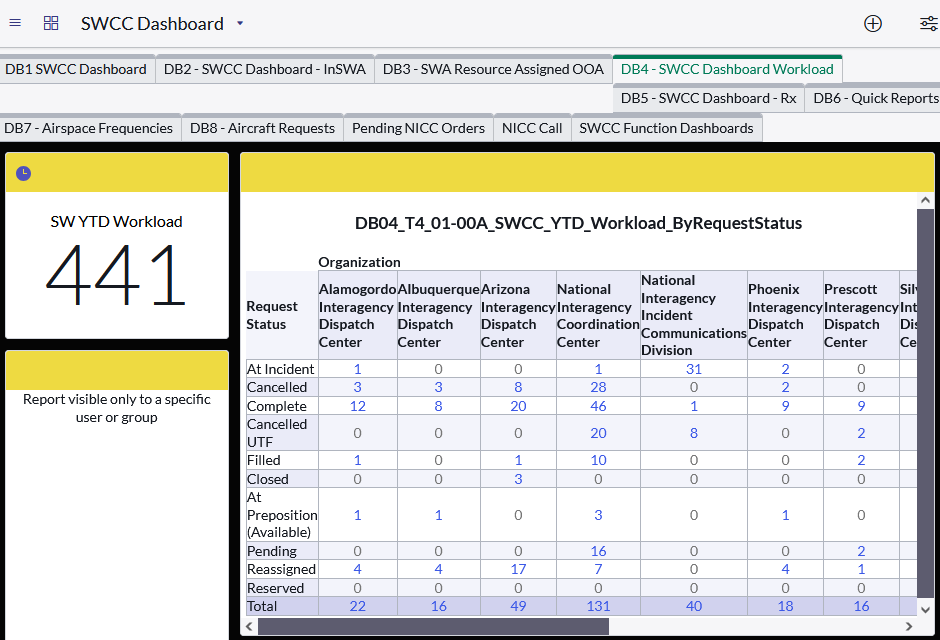 SWCC Dashboard
DB1 SWCC Dashboard
DB2 - SWCC Dashboard - InSWA
DB3 - SWA Resource Assigned OOA
DB4 - SWCC Dashboard Workload
DB5 - SWCC Dashboard - Rx
DB6 - Quick Reports
DB7 - Airspace Frequencies
DB8 - Aircraft Requests
Pending NICC Orders
NICC Call
SWCC Function Dashboards
SW YTD Workload
441
Report visible only to a specific
user or group
DB04_T4_01-00A_SWCC_YTD_Workload_ByRequestStatus
Organization
Request
Status
Alamogordo
Interagency
Dispatch
Center
Albuquerque
Interagency
Dispatch
Center
Arizona
Interagency
Dispatch
Center
National
Interagency
Coordination
Center
National
Interagency
Incident
Communications
Division
Phoenix
Interagency
Dispatch
Center
Prescott
Interagency
Dispatch
Center
At Incident 1 0 0 1 31 2 0
Cancelled 3 3 8 28 0 2 0
Complete 12 8 20 46 1 9 9
Cancelled
UTF 0 0 0 20 8 0 2
Filled 1 0 1 10 0 0 2
Closed 0 0 3 0 0 0 0
At
Preposition 1 1 0 3 0 1 0
(Available)
Pending 0 0 0 16 0 0 2
Reassigned 4 4 17 7 0 4 1
Reserved 0 0 0 0 0 0 0
Total 22 16 49 131 40 18 16